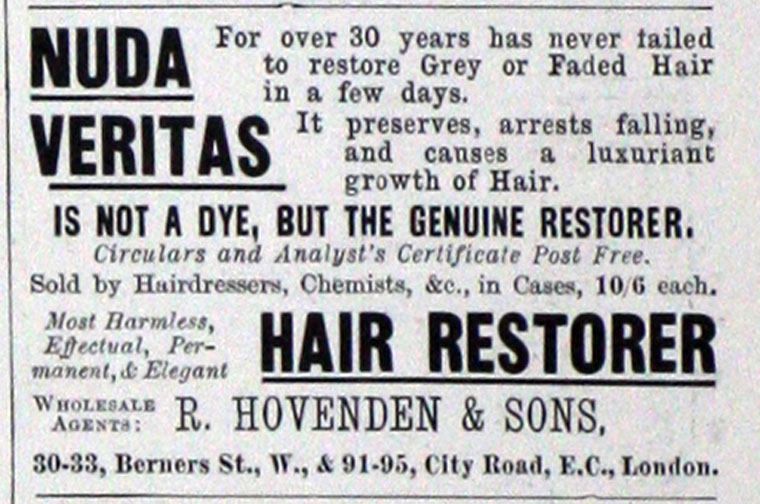 NUDA For over 30 years has never failed
to restore Grey or Faded Hair
in a few days.
VERITAS It preserves, arrests falling,
and causes a luxuriant
growth of Hair.
IS NOT A DYE, BUT THE GENUINE RESTORER.
Circulars and Analyst's Certificate Post Free.
Sold by Hairdressers, Chemists, &c., in Cases, 10/6 each.
Most Harmless,
Effectual, Per-
manent, & Elegant
HAIR RESTORER
WHOLESALE
AGENTS:
R. HOVENDEN & SONS,
30-33, Berners St., W., & 91-95, City Road, E.C., London.